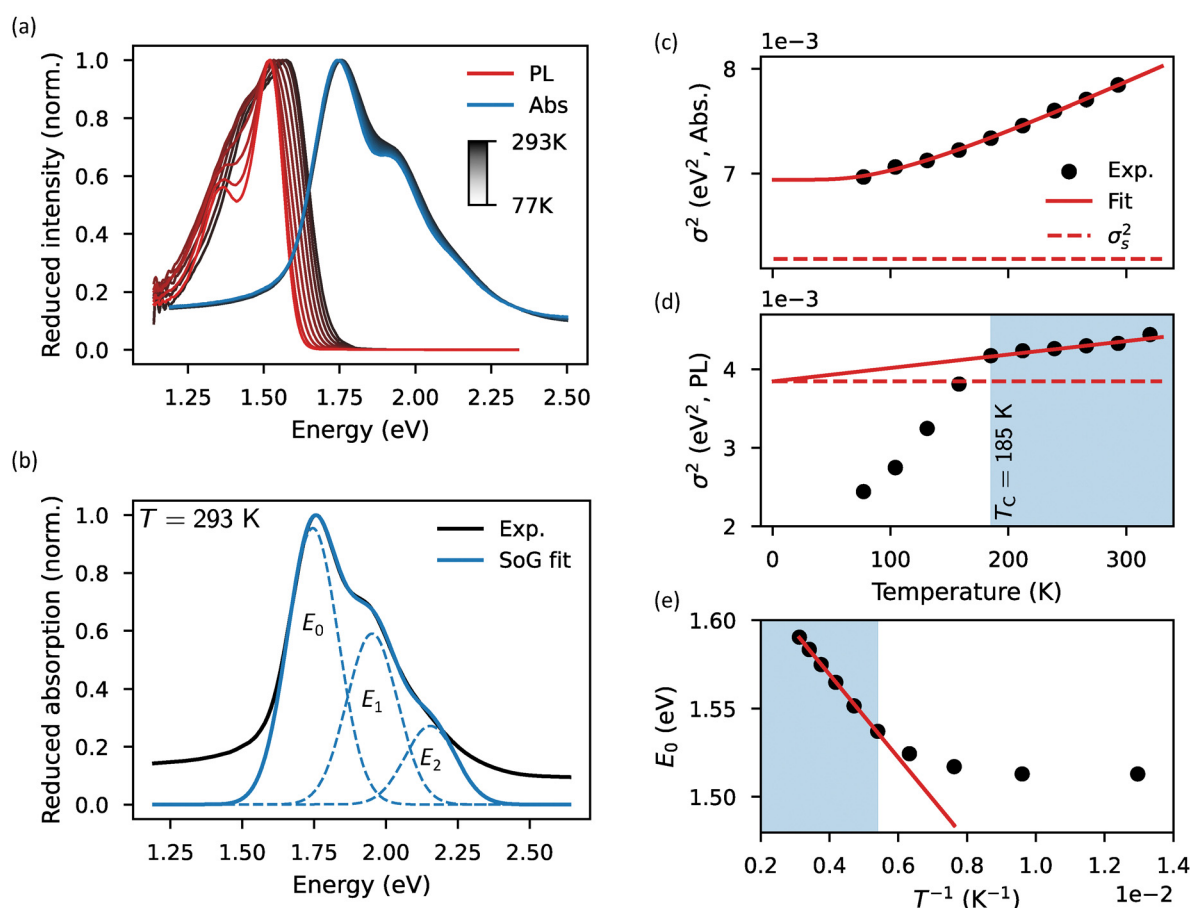 (a)
Reduced intensity (norm.)
1.0
0.8
0.6
0.4
0.2
0.0
PL
Abs
293K
77K
1.25 1.50 1.75 2.00 2.25 2.50
Energy (eV)
(b)
Reduced absorption (norm.)
1.0
0.8
0.6
0.4
0.2
0.0
T = 293 K
Exp.
SoG fit
E₀
E₁
E₂
1.25 1.50 1.75 2.00 2.25 2.50
Energy (eV)
(c)
1e−3
σ² (eV², Abs.)
8
7
Exp.
Fit
σₛ²
(d)
1e−3
σ² (eV², PL)
4
3
2
T_C = 185 K
0 100 200 300
Temperature (K)
(e)
E₀ (eV)
1.60
1.55
1.50
0.2 0.4 0.6 0.8 1.0 1.2 1.4
T⁻¹ (K⁻¹)
1e−2